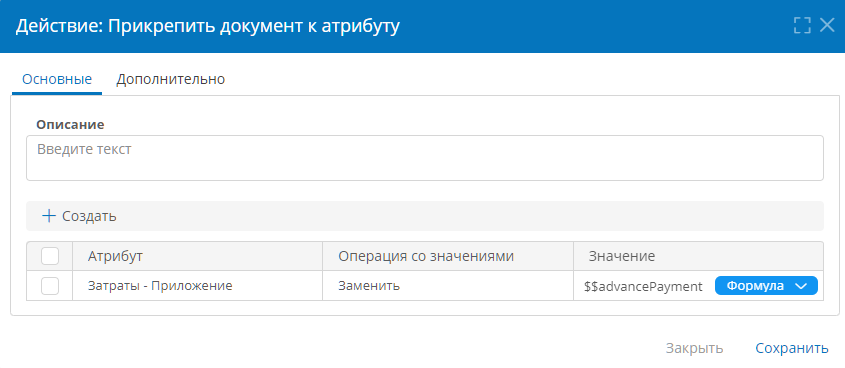 Действие: Прикрепить документ к атрибуту
Основные Дополнительно
Описание
Введите текст
Создать
Атрибут Операция со значениями Значение
Затраты - Приложение Заменить $$advancePayment Формула
Закрыть Сохранить